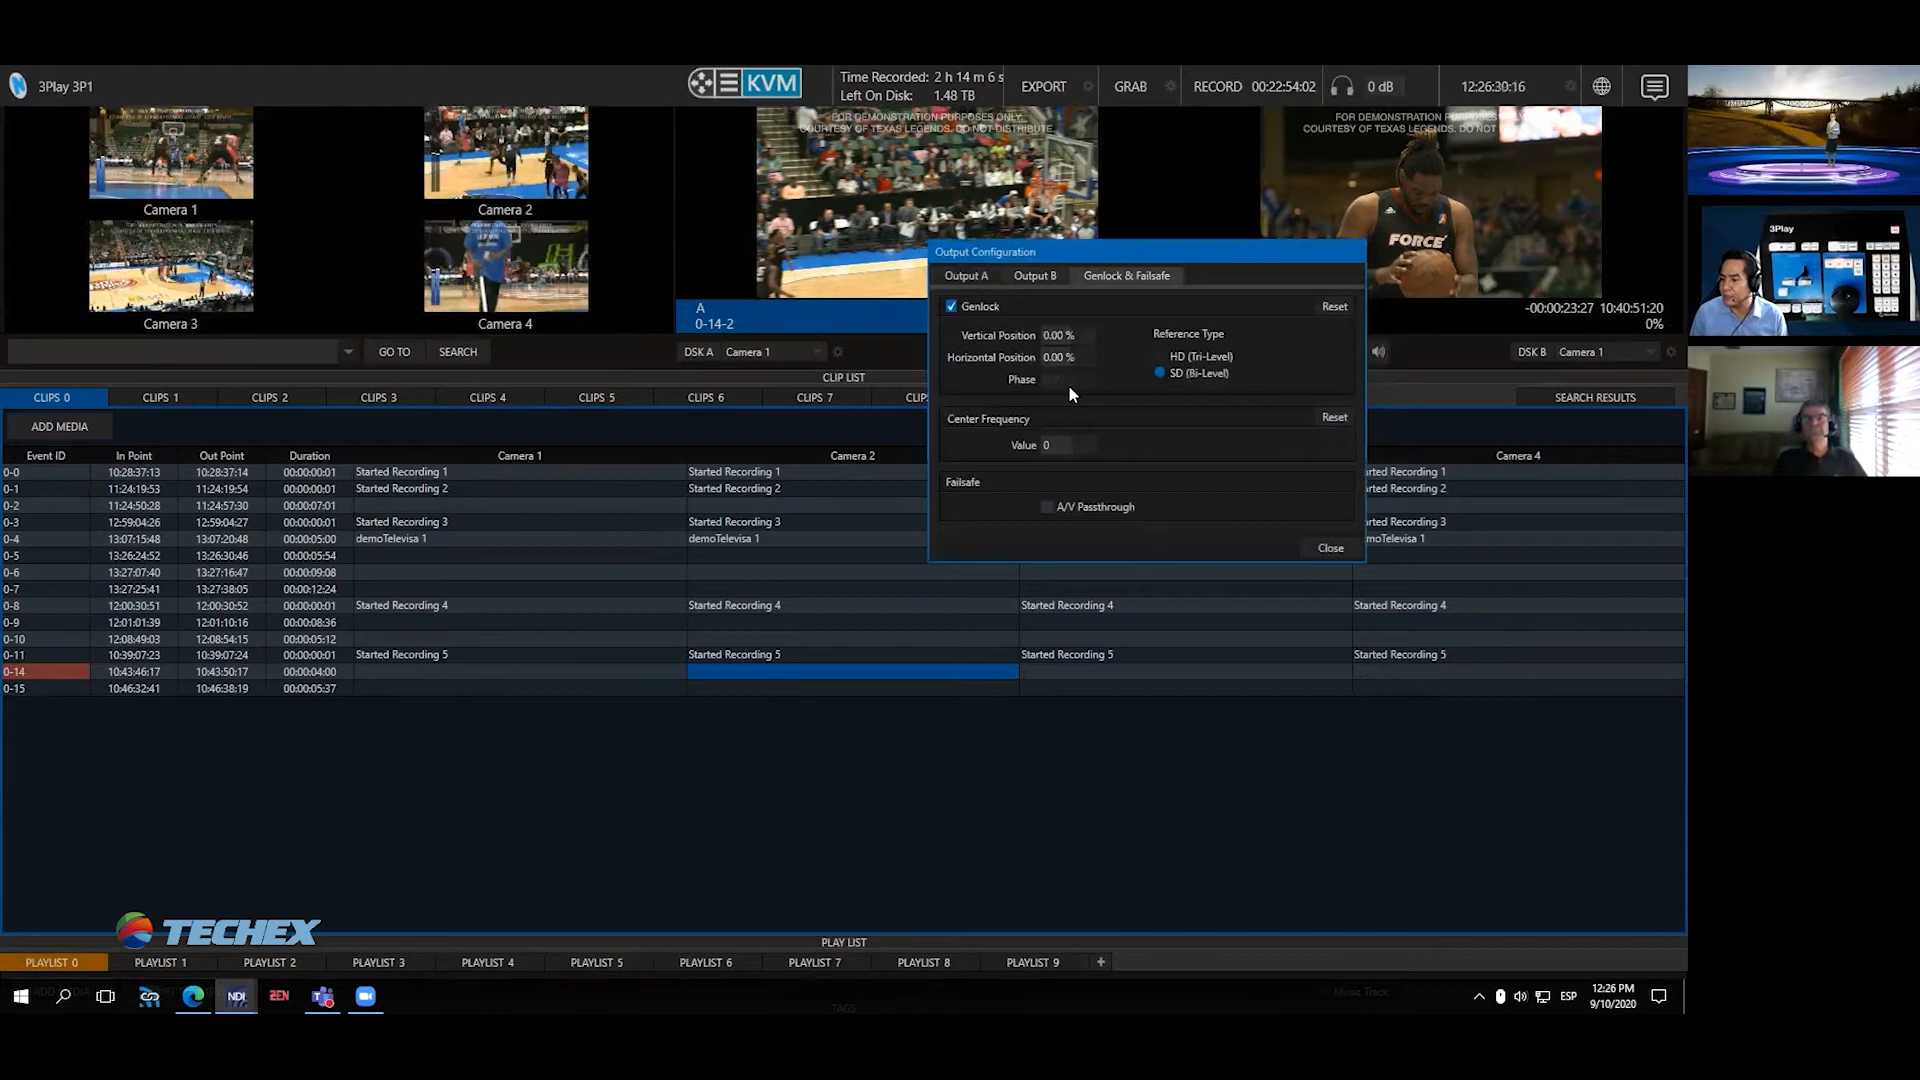 3Play 3P1
KVM
Time Recorded: 2 h 14 m 6 s
Left On Disk: 1.48 TB
EXPORT
GRAB
RECORD 00:22:54:02
0 dB
12:26:30:16
Camera 1
Camera 2
Camera 3
Camera 4
FOR DEMONSTRATION PURPOSES ONLY.
COURTESY OF TEXAS LEGENDS. DO NOT DISTRIBUTE.
FOR DEMONSTRATION PURPOSES ONLY
COURTESY OF TEXAS LEGENDS. DO NOT
FORCE
3Play
A
0-14-2
-00:00:23:27 10:40:51:20
0%
Output Configuration
Output A
Output B
Genlock & Failsafe
Genlock
Reset
Vertical Position 0.00 %
Horizontal Position 0.00 %
Phase
Reference Type
HD (Tri-Level)
SD (Bi-Level)
Center Frequency
Reset
Value 0
Failsafe
A/V Passthrough
Close
GO TO
SEARCH
DSK A Camera 1
DSK B Camera 1
CLIP LIST
CLIPS 0
CLIPS 1
CLIPS 2
CLIPS 3
CLIPS 4
CLIPS 5
CLIPS 6
CLIPS 7
CLIP
SEARCH RESULTS
ADD MEDIA
Event ID In Point Out Point Duration Camera 1 Camera 2 Camera 4
0-0 10:28:37:13 10:28:37:14 00:00:00:01 Started Recording 1 Started Recording 1 rted Recording 1
0-1 11:24:19:53 11:24:19:54 00:00:00:01 Started Recording 2 Started Recording 2 rted Recording 2
0-2 11:24:50:28 11:24:57:30 00:00:07:01
0-3 12:59:04:26 12:59:04:27 00:00:00:01 Started Recording 3 Started Recording 3 rted Recording 3
0-4 13:07:15:48 13:07:20:48 00:00:05:00 demoTelevisa 1 demoTelevisa 1 moTelevisa 1
0-5 13:26:24:52 13:26:30:46 00:00:05:54
0-6 13:27:07:40 13:27:16:47 00:00:09:08
0-7 13:27:25:41 13:27:38:05 00:00:12:24
0-8 12:00:30:51 12:00:30:52 00:00:00:01 Started Recording 4 Started Recording 4 Started Recording 4 Started Recording 4
0-9 12:01:01:39 12:01:10:16 00:00:08:36
0-10 12:08:49:03 12:08:54:15 00:00:05:12
0-11 10:39:07:23 10:39:07:24 00:00:00:01 Started Recording 5 Started Recording 5 Started Recording 5 Started Recording 5
0-14 10:43:46:17 10:43:50:17 00:00:04:00
0-15 10:46:32:41 10:46:38:19 00:00:05:37
TECHEX
PLAY LIST
PLAYLIST 0
PLAYLIST 1
PLAYLIST 2
PLAYLIST 3
PLAYLIST 4
PLAYLIST 5
PLAYLIST 6
PLAYLIST 7
PLAYLIST 8
PLAYLIST 9
+
ADD MEDIA
NDI
ZEN
Music Track
TAGS
ESP
12:26 PM
9/10/2020